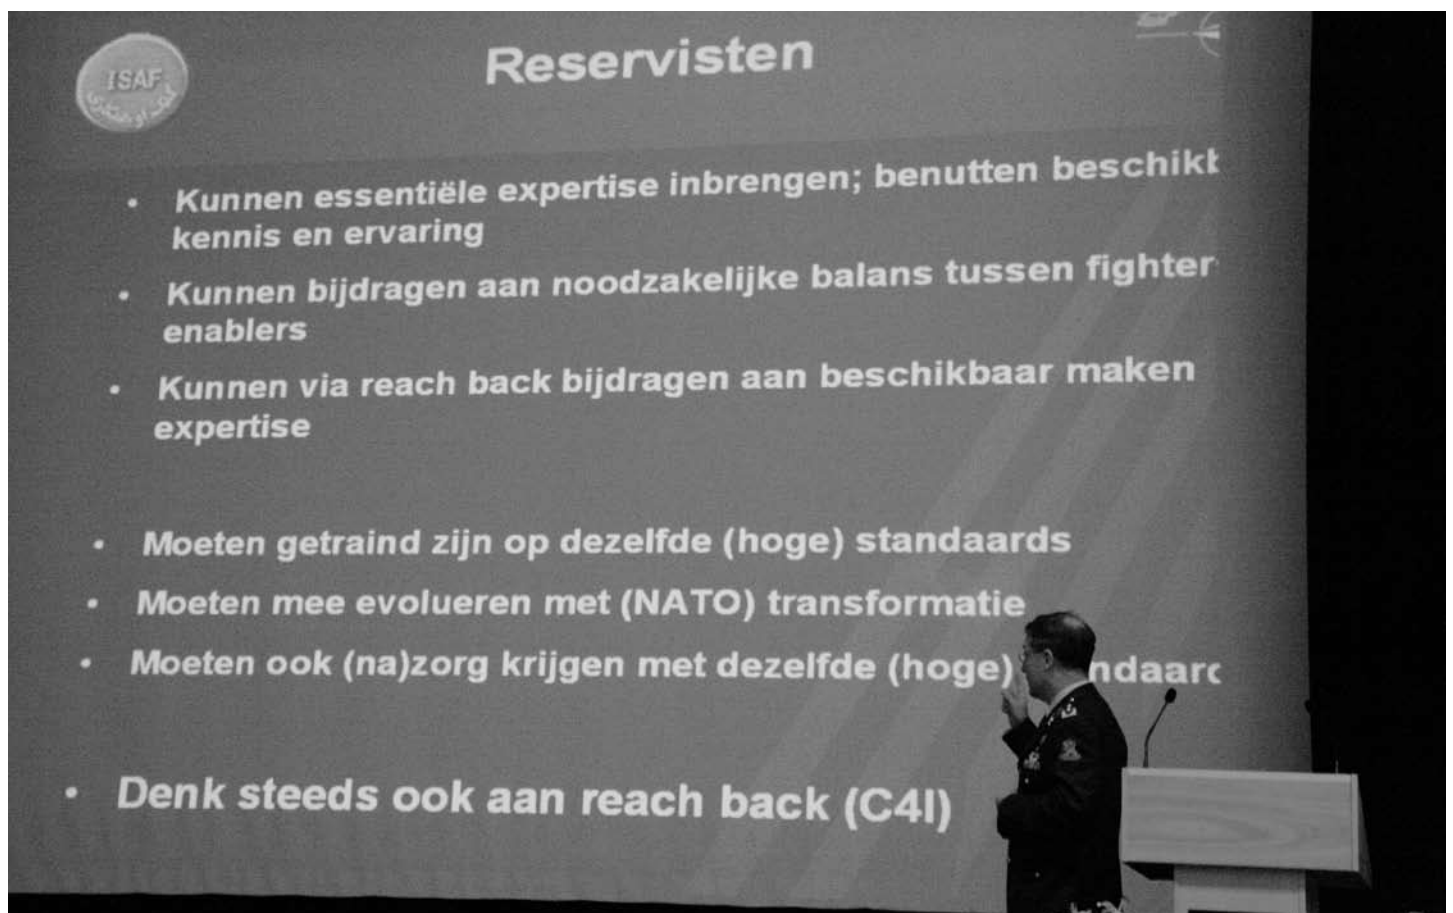 ISAF
Reservisten
• Kunnen essentiële expertise inbrengen; benutten
kennis en ervaring
• Kunnen bijdragen aan noodzakelijke balans tussen fighter
enablers
• Kunnen via reach back bijdragen aan beschikbaar maken
expertise
• Moeten getraind zijn op dezelfde (hoge) standaards
• Moeten mee evolueren met (NATO) transformatie
• Moeten ook (na)zorg krijgen met dezelfde (hoge)
• Denk steeds ook aan reach back (C4I)